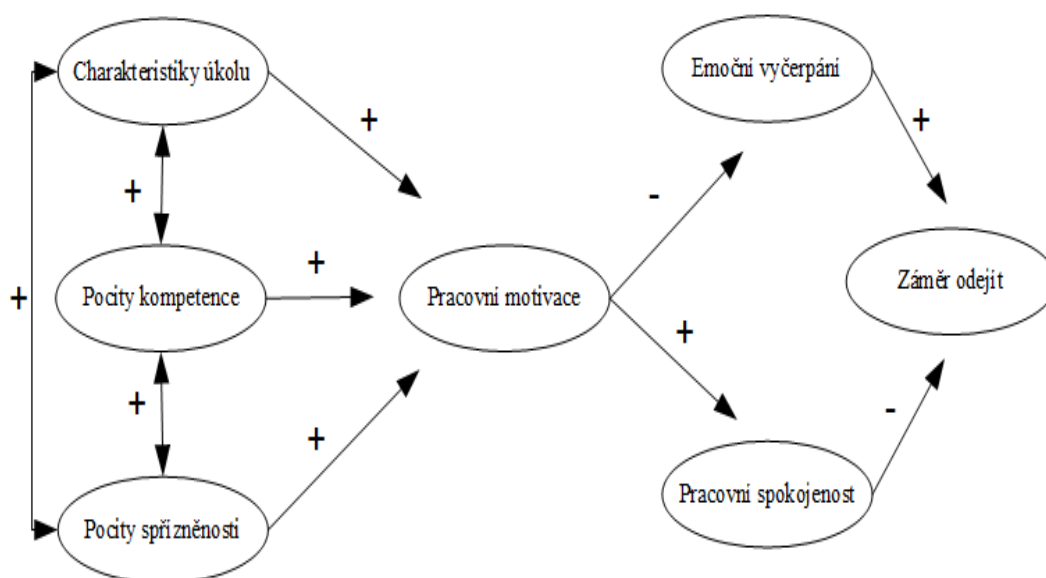 Charakteristiky úkolu
Emoční vyčerpání
+
+
-
+
+
Pocity kompetence
+
Pracovní motivace
Záměr odejít
+
+
-
+
Pracovní spokojenost
Pocity spřízněnosti